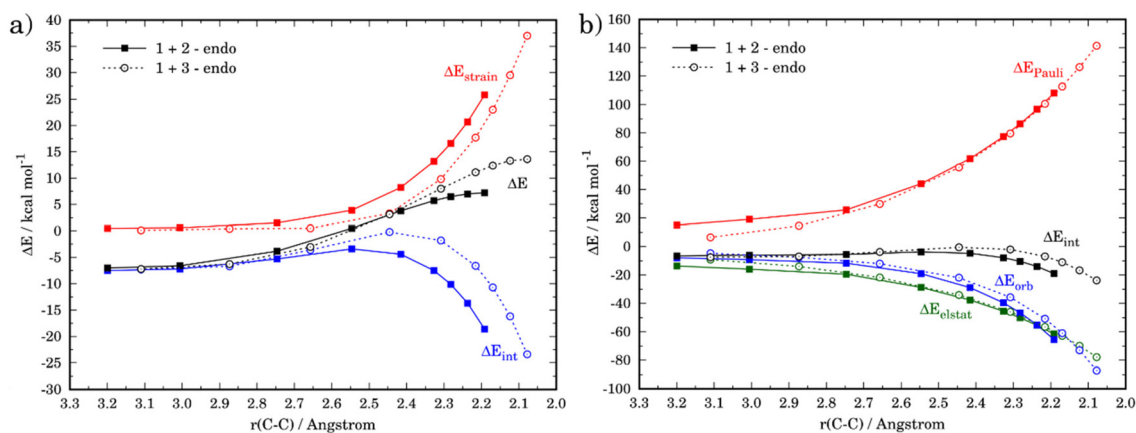 a)
1 + 2 - endo
1 + 3 - endo
ΔE_strain
ΔE
ΔE_int
ΔE / kcal mol⁻¹
40
35
30
25
20
15
10
5
0
-5
-10
-15
-20
-25
-30
3.3 3.2 3.1 3.0 2.9 2.8 2.7 2.6 2.5 2.4 2.3 2.2 2.1 2.0
r(C-C) / Angstrom
b)
1 + 2 - endo
1 + 3 - endo
ΔE_Pauli
ΔE_int
ΔE_orb
ΔE_elstat
ΔE / kcal mol⁻¹
160
140
120
100
80
60
40
20
0
-20
-40
-60
-80
-100
3.3 3.2 3.1 3.0 2.9 2.8 2.7 2.6 2.5 2.4 2.3 2.2 2.1 2.0
r(C-C) / Angstrom